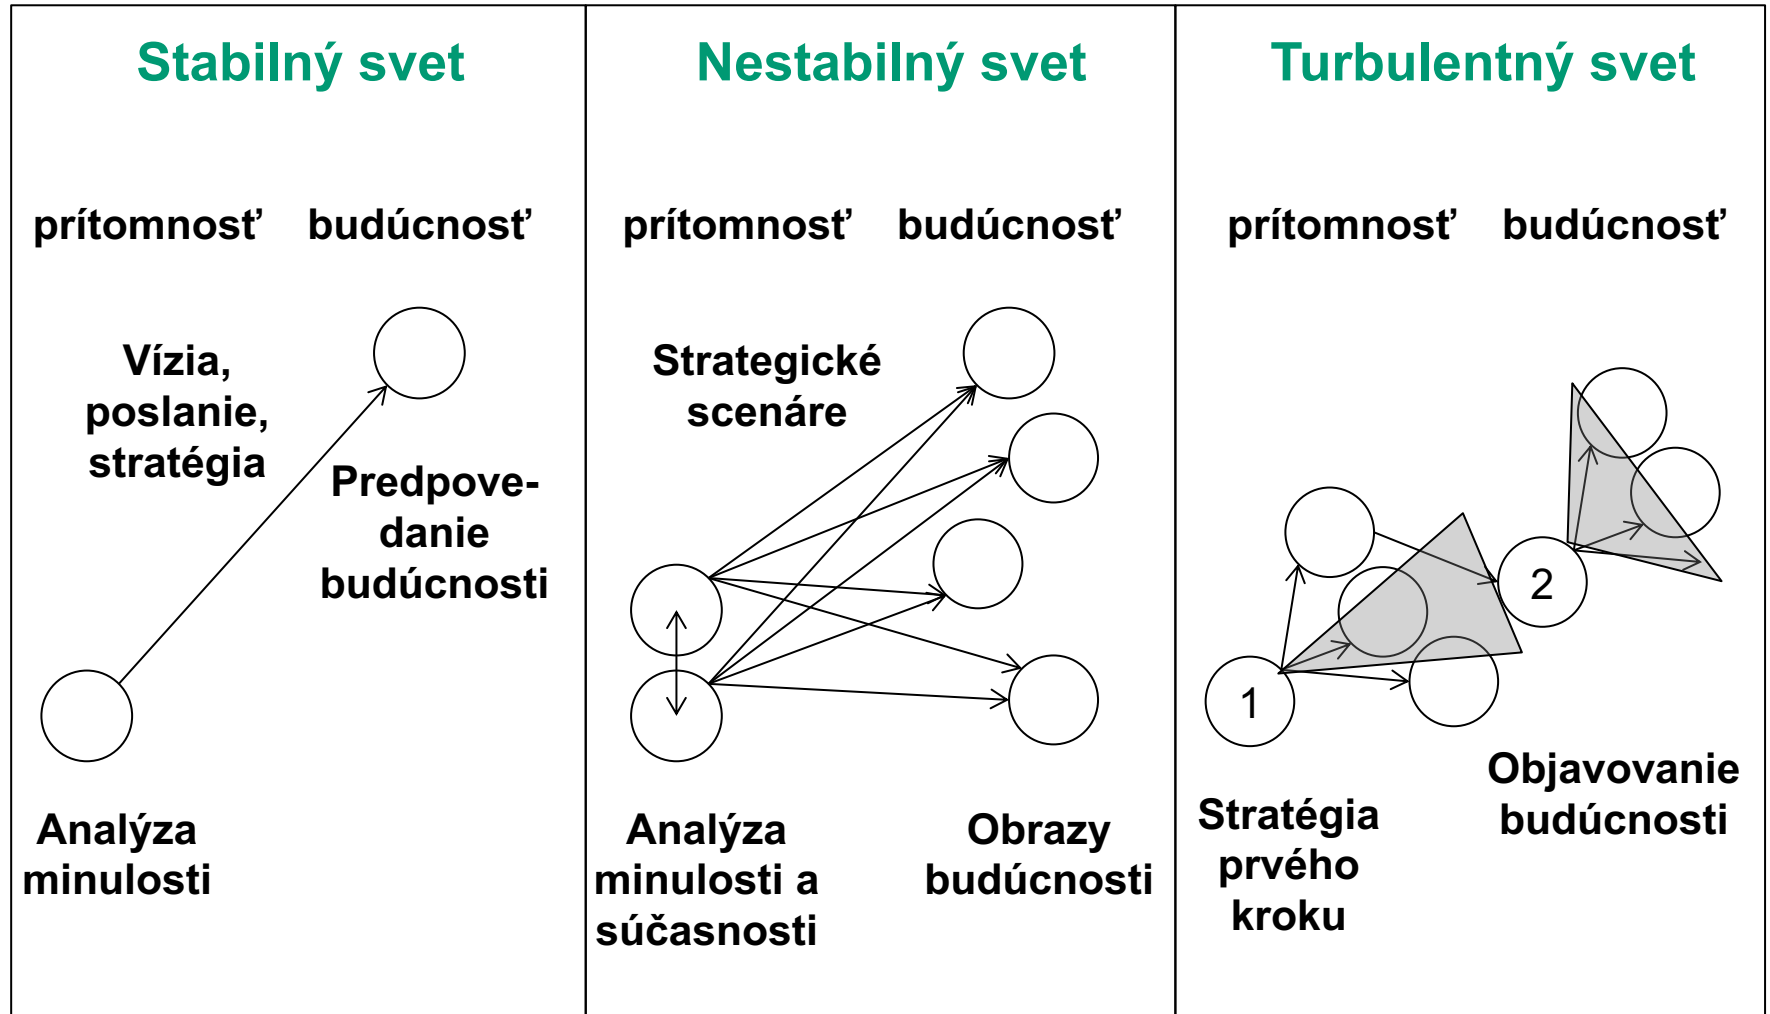 Stabilný svet
prítomnosť budúcnosť
Vízia,
poslanie,
stratégia
Predpove-
danie
budúcnosti
Analýza
minulosti
Nestabilný svet
prítomnosť budúcnosť
Strategické
scenáre
Analýza
minulosti a
súčasnosti
Obrazy
budúcnosti
Turbulentný svet
prítomnosť budúcnosť
1
2
Stratégia
prvého
kroku
Objavovanie
budúcnosti